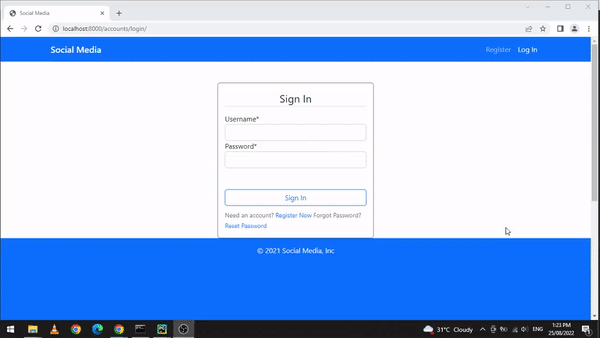 Social Media
localhost:8000/accounts/login/
Social Media
Register Log In
Sign In
Username*
Password*
Sign In
Need an account? Register Now Forgot Password?
Reset Password
© 2021 Social Media, Inc
31°C Cloudy
ENG
1:23 PM
25/08/2022